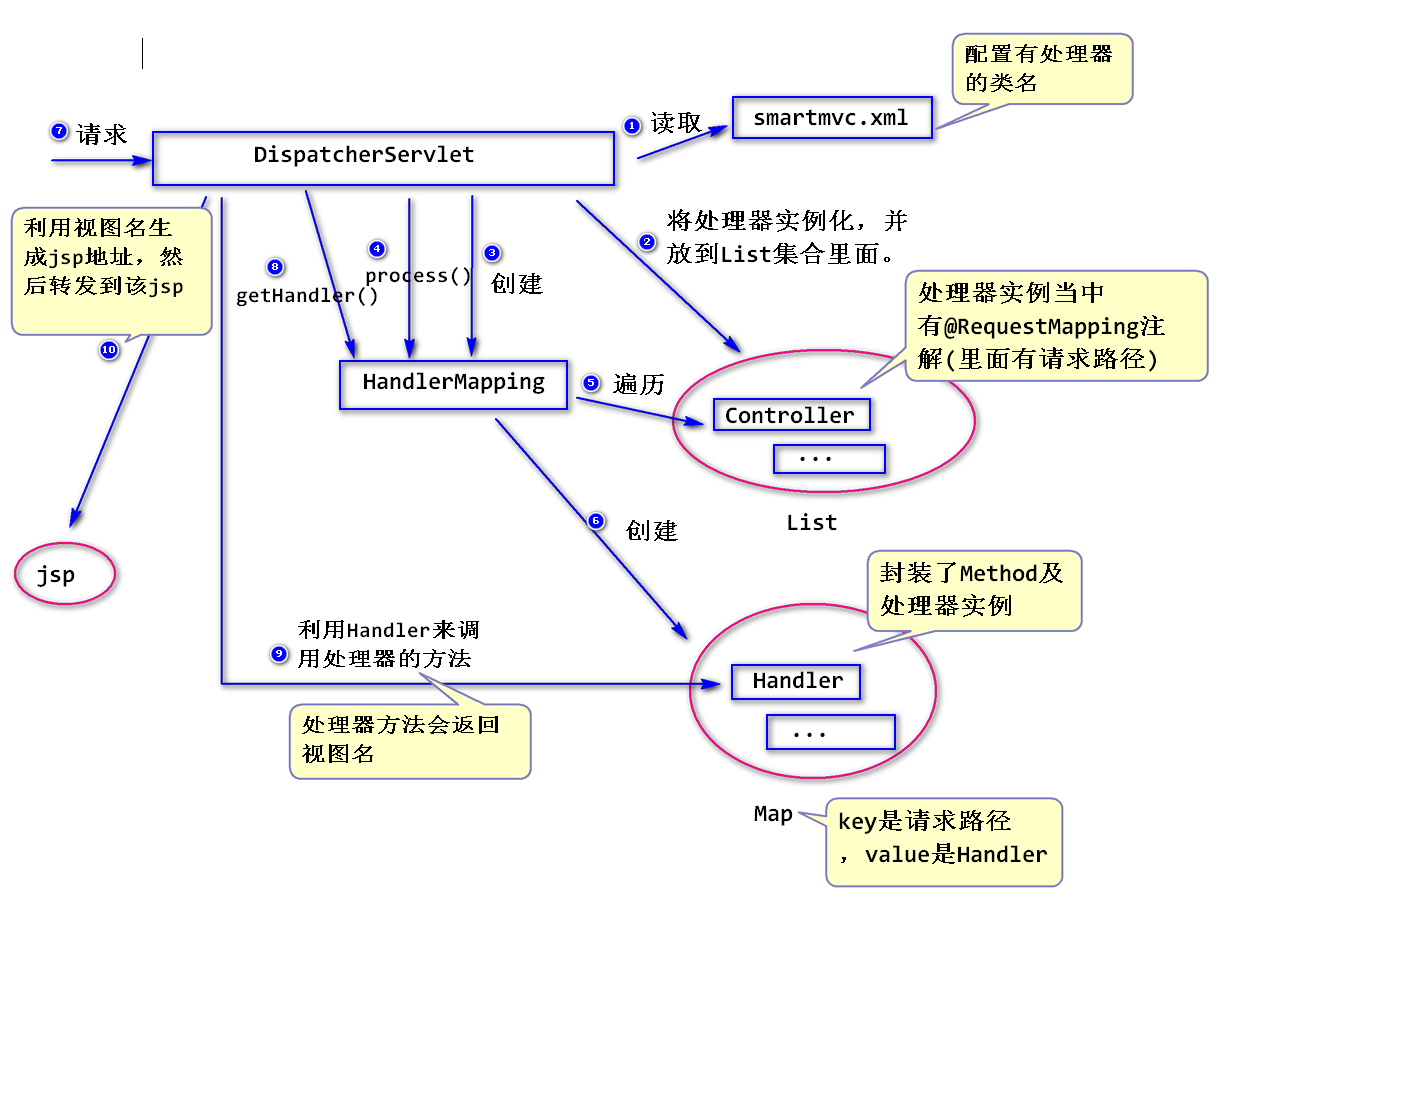 配置有处理器
的类名
① 读取
smartmvc.xml
⑦ 请求
DispatcherServlet
利用视图名生
成jsp地址，然
后转发到该jsp
⑩
② 将处理器实例化，并
放到List集合里面。
⑧
getHandler()
④
process()
③ 创建
处理器实例当中
有@RequestMapping注
解(里面有请求路径)
HandlerMapping
⑤ 遍历
Controller
...
List
⑥ 创建
jsp
封装了Method及
处理器实例
⑨ 利用Handler来调
用处理器的方法
Handler
...
处理器方法会返回
视图名
Map
key是请求路径
，value是Handler